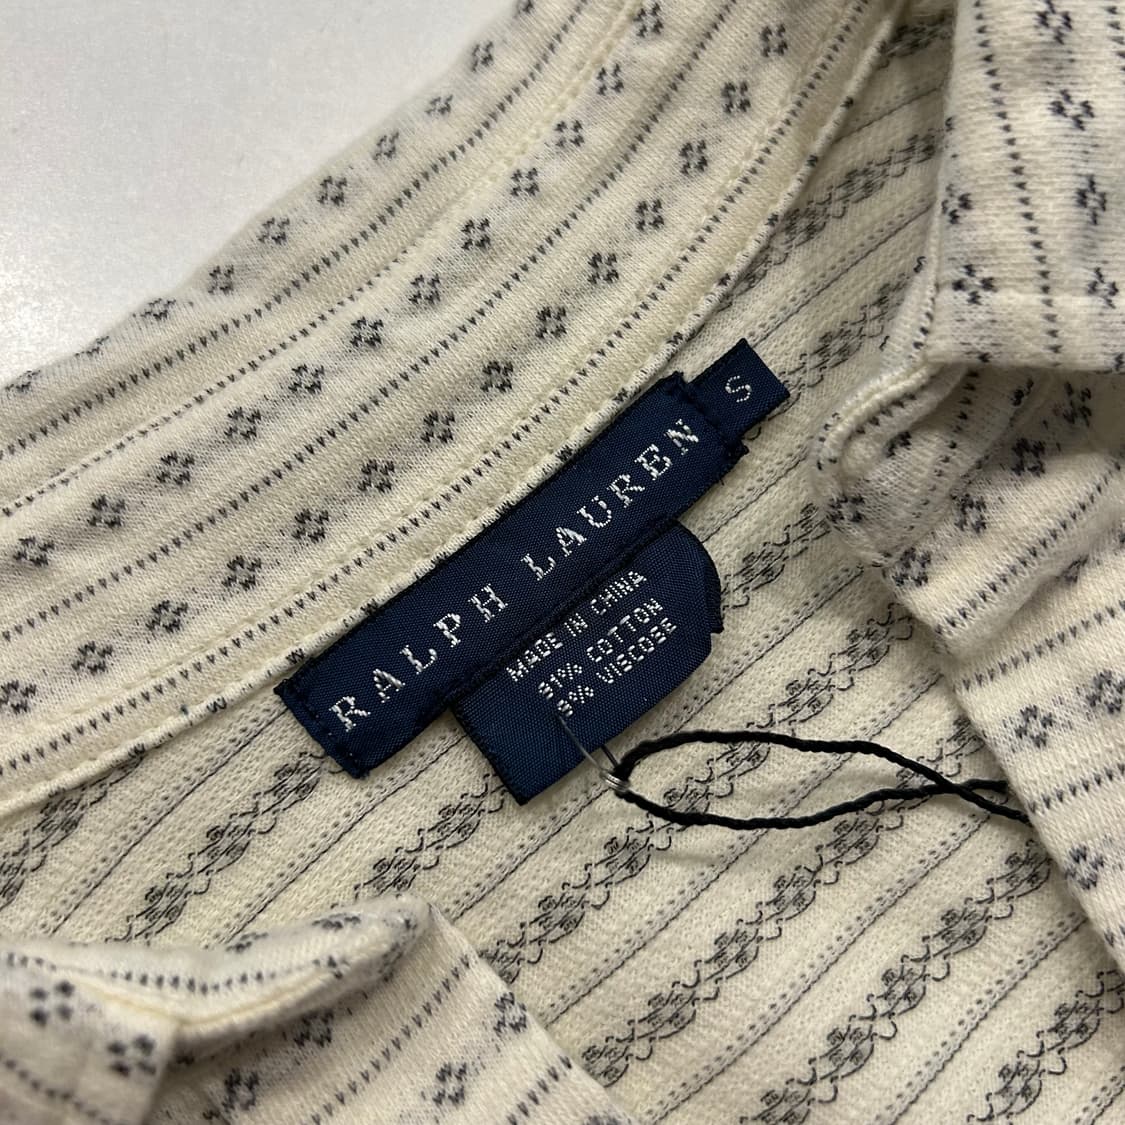 RALPH LAUREN
S
MADE IN CHINA
91% COTTON
9% VISCOSE